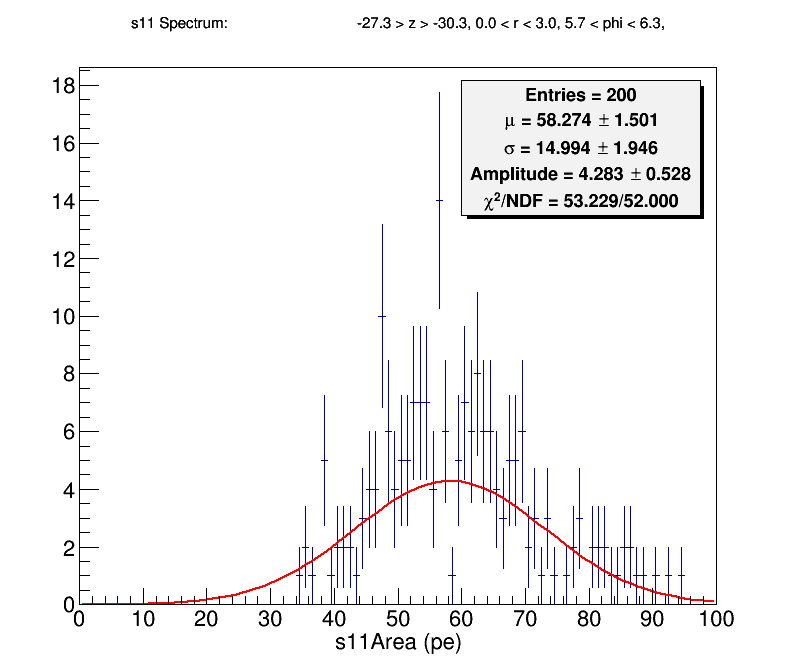 s11 Spectrum: -27.3 > z > -30.3, 0.0 < r < 3.0, 5.7 < phi < 6.3,
Entries = 200
μ = 58.274 ± 1.501
σ = 14.994 ± 1.946
Amplitude = 4.283 ± 0.528
χ²/NDF = 53.229/52.000
18
16
14
12
10
8
6
4
2
0
0 10 20 30 40 50 60 70 80 90 100
s11Area (pe)